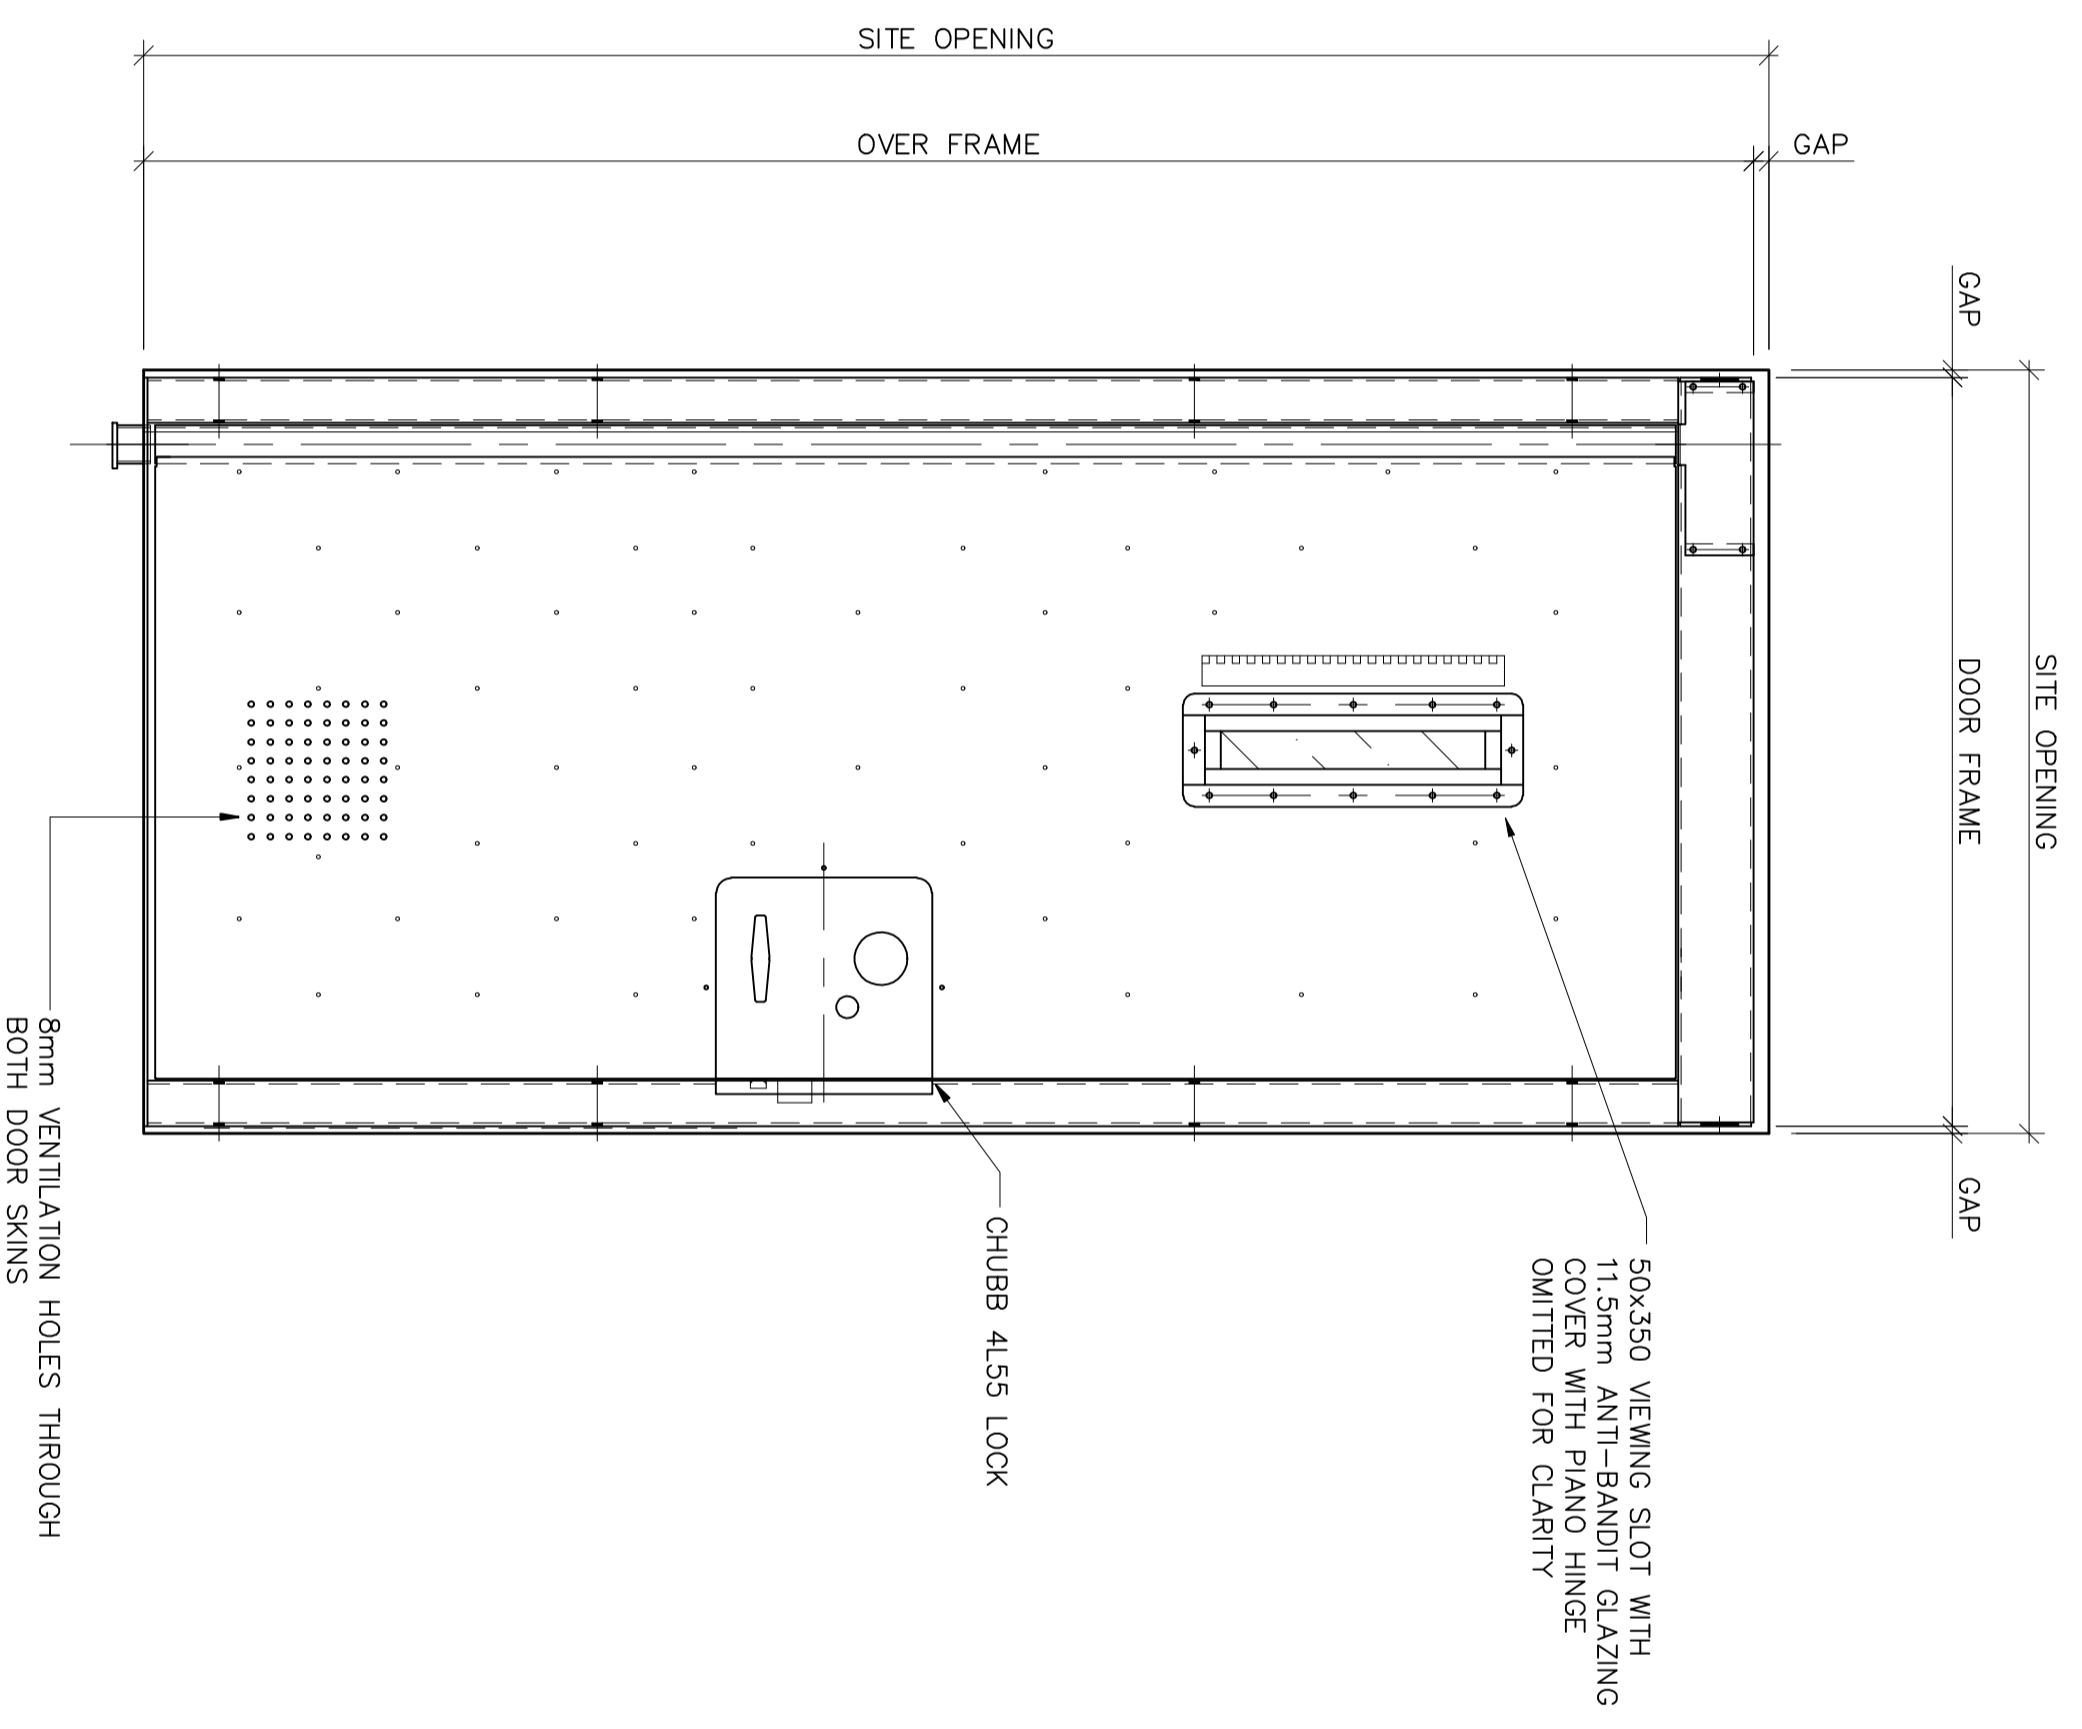 SITE OPENING
OVER FRAME
GAP
GAP
DOOR FRAME
SITE OPENING
GAP
50x350 VIEWING SLOT WITH
11.5mm ANTI-BANDIT GLAZING
COVER WITH PIANO HINGE
OMITTED FOR CLARITY
CHUBB 4L55 LOCK
8mm VENTILATION HOLES THROUGH
BOTH DOOR SKINS